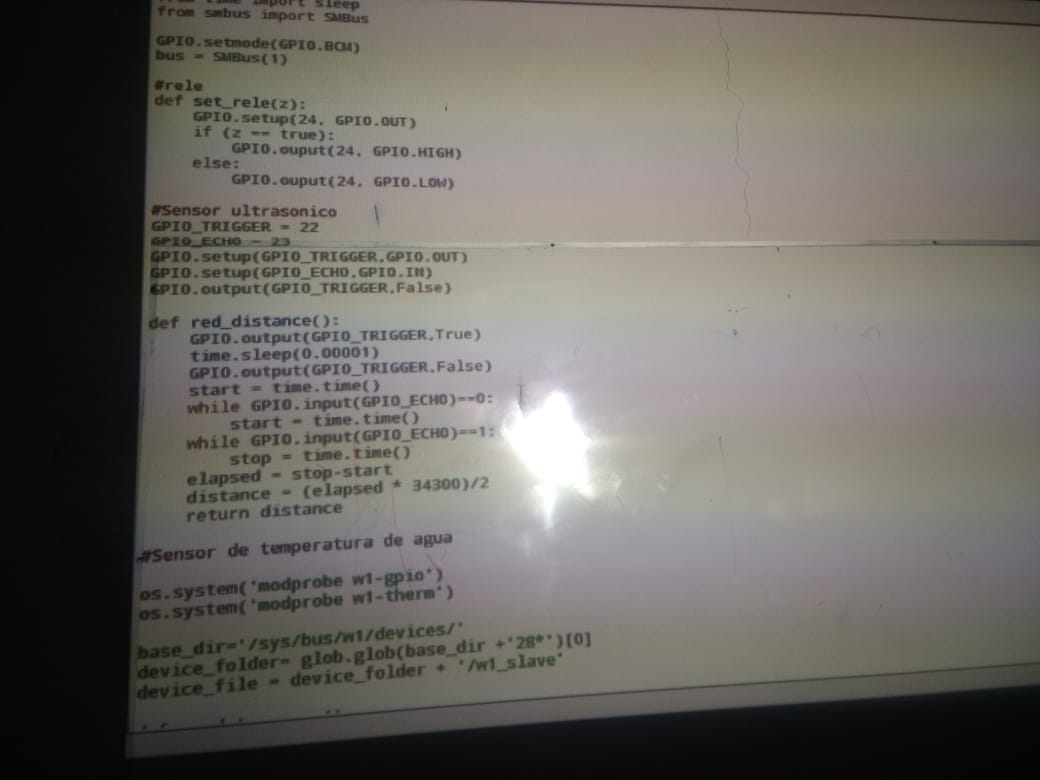 from time import sleep
from smbus import SMBus
GPIO.setmode(GPIO.BCM)
bus = SMBus(1)
#rele
def set_rele(z):
GPIO.setup(24, GPIO.OUT)
if (z == true):
GPIO.ouput(24, GPIO.HIGH)
else:
GPIO.ouput(24, GPIO.LOW)
#Sensor ultrasonico
GPIO_TRIGGER = 22
GPIO_ECHO = 23
GPIO.setup(GPIO_TRIGGER,GPIO.OUT)
GPIO.setup(GPIO_ECHO,GPIO.IN)
GPIO.output(GPIO_TRIGGER,False)
def red_distance():
GPIO.output(GPIO_TRIGGER,True)
time.sleep(0.00001)
GPIO.output(GPIO_TRIGGER,False)
start = time.time()
while GPIO.input(GPIO_ECHO)==0:
start = time.time()
while GPIO.input(GPIO_ECHO)==1:
stop = time.time()
elapsed = stop-start
distance = (elapsed * 34300)/2
return distance
#Sensor de temperatura de agua
os.system('modprobe w1-gpio')
os.system('modprobe w1-therm')
base_dir='/sys/bus/w1/devices/'
device_folder= glob.glob(base_dir +'28*')[0]
device_file = device_folder + '/w1_slave'